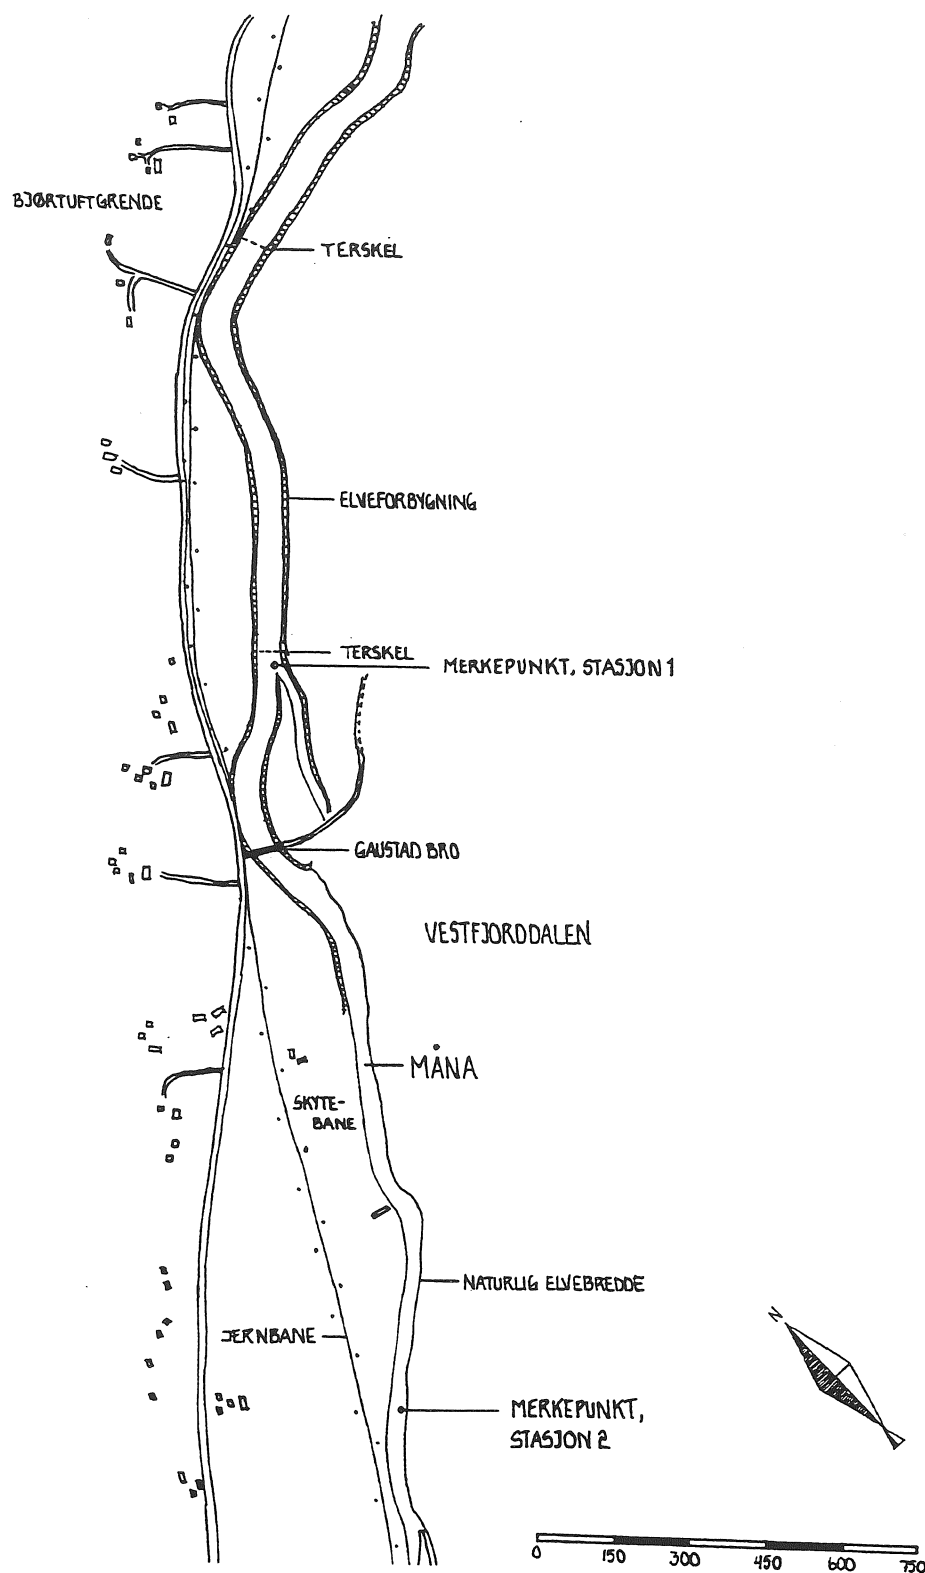 BJØRTUFTGRENDE
TERSKEL
ELVEFORBYGNING
TERSKEL
MERKEPUNKT, STASJON 1
GAUSTAD BRO
VESTFJORDDALEN
MÅNA
SKYTE-
BANE
NATURLIG ELVEBREDDE
N
JERNBANE
MERKEPUNKT,
STASJON 2
0 150 300 450 600 750